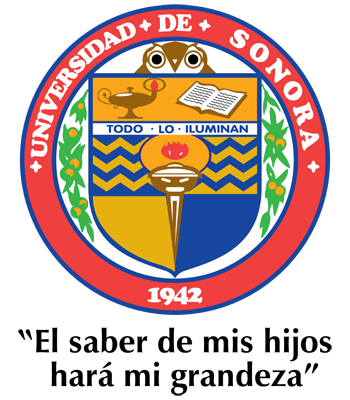 UNIVERSIDAD DE SONORA
TODO · LO · ILUMINAN
1942
“El saber de mis hijos
hará mi grandeza”